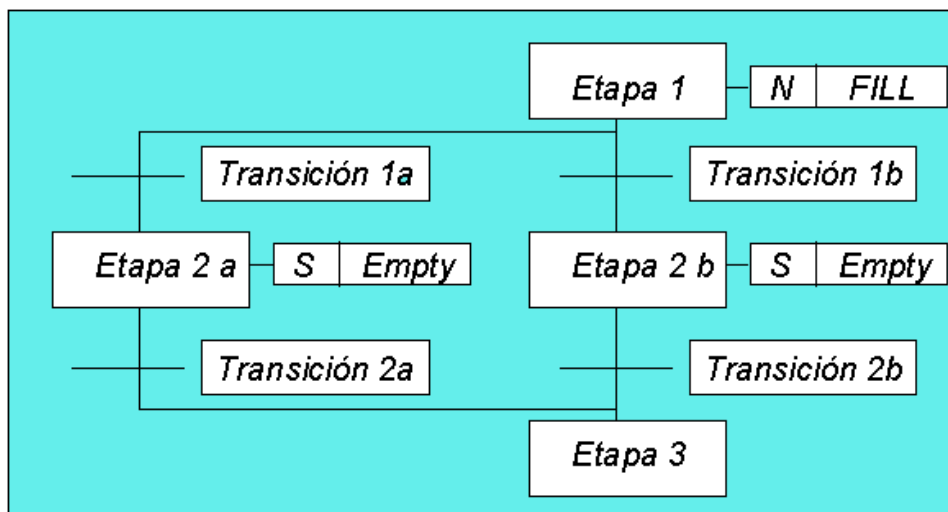 Etapa 1
N FILL
Transición 1a
Transición 1b
Etapa 2 a
S Empty
Etapa 2 b
S Empty
Transición 2a
Transición 2b
Etapa 3